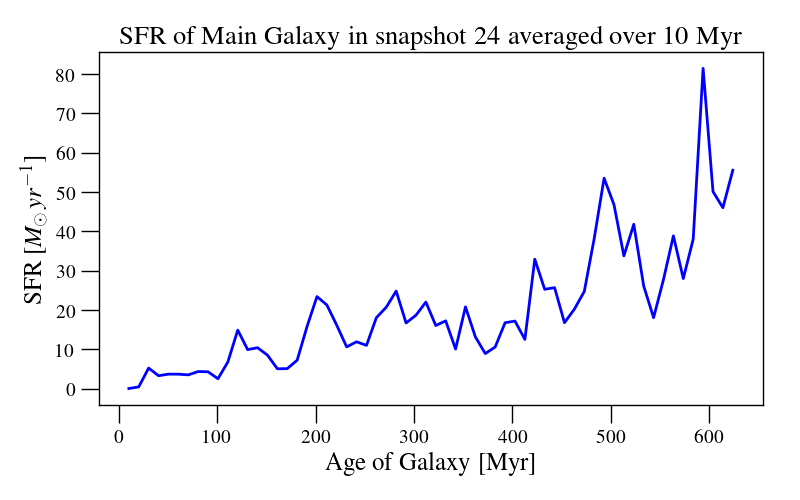 SFR of Main Galaxy in snapshot 24 averaged over 10 Myr
SFR [M⊙ yr⁻¹]
80
70
60
50
40
30
20
10
0
0 100 200 300 400 500 600
Age of Galaxy [Myr]